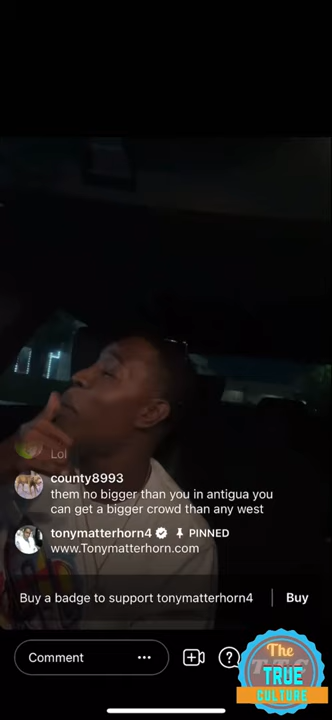 Lol
county8993
them no bigger than you in antigua you
can get a bigger crowd than any west
tonymatterhorn4 PINNED
www.Tonymatterhorn.com
Buy a badge to support tonymatterhorn4 Buy
Comment
The
TRUE
CULTURE